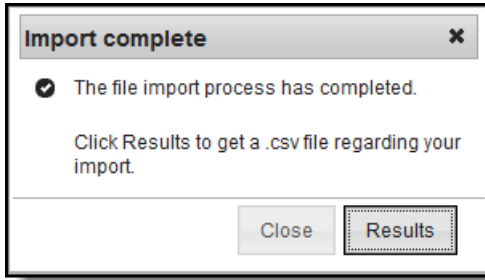 Import complete
The file import process has completed.
Click Results to get a .csv file regarding your
import.
Close
Results